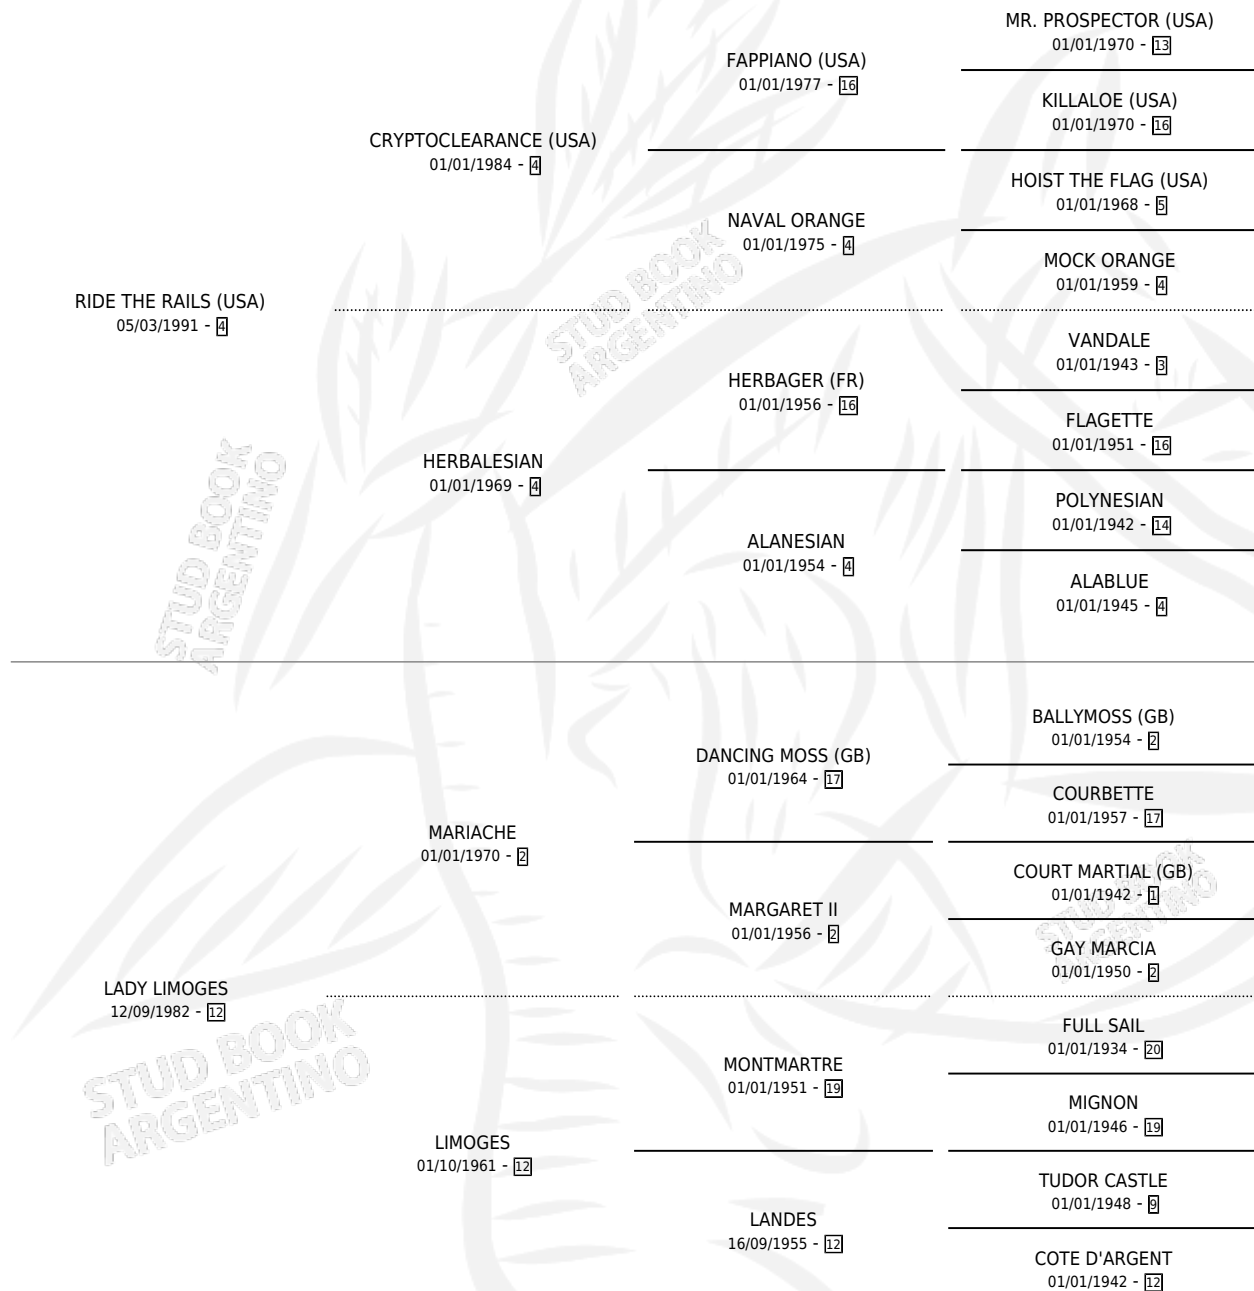 MR. PROSPECTOR (USA)
01/01/1970 - 13
FAPPIANO (USA)
01/01/1977 - 16
KILLALOE (USA)
01/01/1970 - 16
CRYPTOCLEARANCE (USA)
01/01/1984 - 4
HOIST THE FLAG (USA)
01/01/1968 - 5
NAVAL ORANGE
01/01/1975 - 4
MOCK ORANGE
01/01/1959 - 4
RIDE THE RAILS (USA)
05/03/1991 - 4
VANDALE
01/01/1943 - 3
HERBAGER (FR)
01/01/1956 - 16
FLAGETTE
01/01/1951 - 16
HERBALESIAN
01/01/1969 - 4
POLYNESIAN
01/01/1942 - 14
ALANESIAN
01/01/1954 - 4
ALABLUE
01/01/1945 - 4
BALLYMOSS (GB)
01/01/1954 - 2
DANCING MOSS (GB)
01/01/1964 - 17
COURBETTE
01/01/1957 - 17
MARIACHE
01/01/1970 - 2
COURT MARTIAL (GB)
01/01/1942 - 1
MARGARET II
01/01/1956 - 2
GAY MARCIA
01/01/1950 - 2
LADY LIMOGES
12/09/1982 - 12
FULL SAIL
01/01/1934 - 20
MONTMARTRE
01/01/1951 - 19
MIGNON
01/01/1946 - 19
LIMOGES
01/10/1961 - 12
TUDOR CASTLE
01/01/1948 - 9
LANDES
16/09/1955 - 12
COTE D'ARGENT
01/01/1942 - 12
STUD BOOK
ARGENTINO
STUD BOOK
ARGENTINO
STUD BOOK
ARGENTINO
STUD BOOK
ARGENTINO